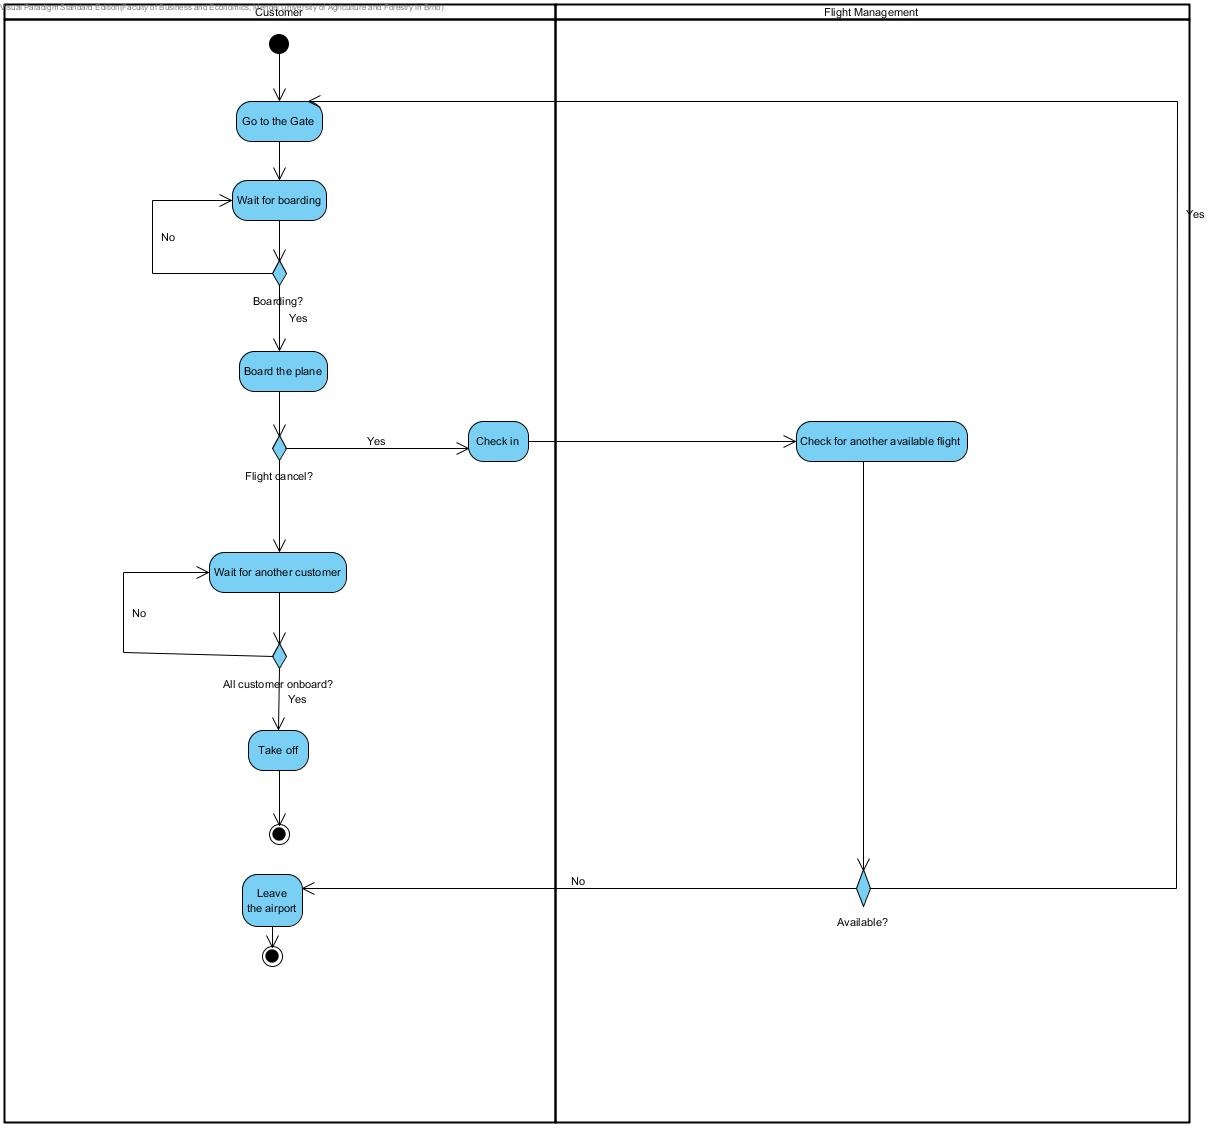 Visual Paradigm Standard Edition(Faculty of Business and Economics, Mendel University of Agriculture and Forestry in Brno)
Customer
Flight Management
Go to the Gate
Wait for boarding
Yes
No
Boarding?
Yes
Board the plane
Yes
Check in
Check for another available flight
Flight cancel?
Wait for another customer
No
All customer onboard?
Yes
Take off
No
Leave
the airport
Available?